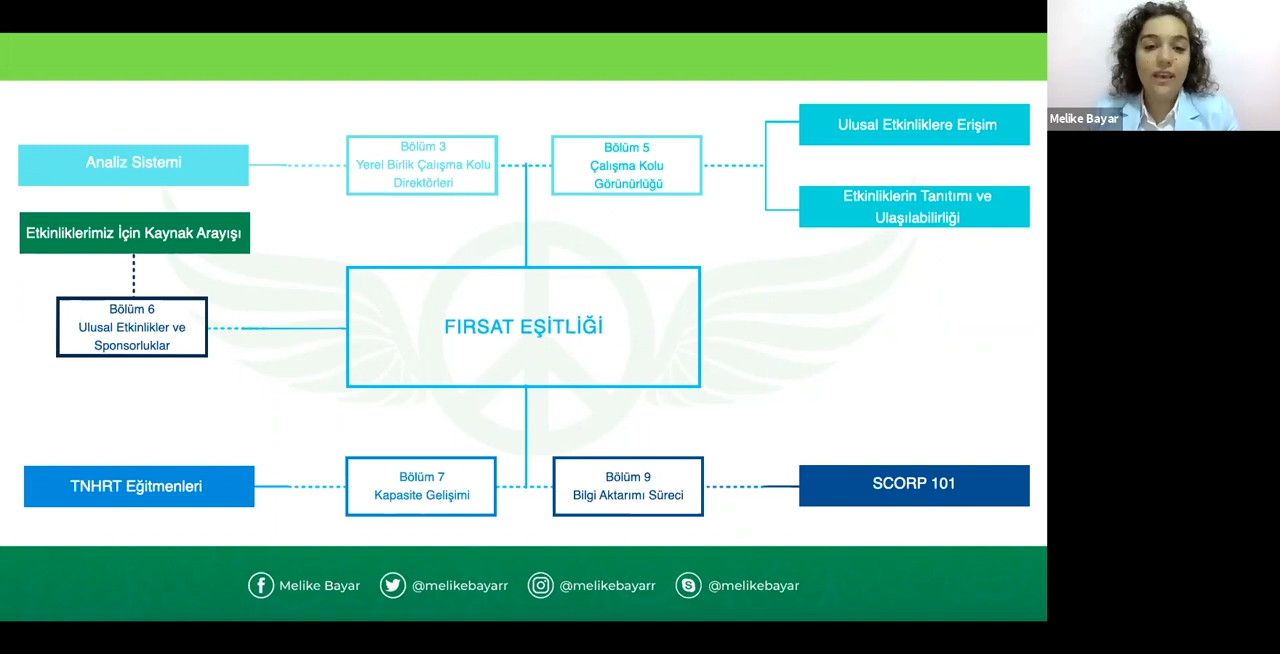 Melike Bayar
Analiz Sistemi
Bölüm 3
Yerel Birlik Çalışma Kolu
Direktörleri
Bölüm 5
Çalışma Kolu
Görünürlüğü
Ulusal Etkinliklere Erişim
Etkinliklerin Tanıtımı ve
Ulaşılabilirliği
Etkinliklerimiz İçin Kaynak Arayışı
Bölüm 6
Ulusal Etkinlikler ve
Sponsorluklar
FIRSAT EŞİTLİĞİ
TNHRT Eğitmenleri
Bölüm 7
Kapasite Gelişimi
Bölüm 9
Bilgi Aktarımı Süreci
SCORP 101
Melike Bayar @melikebayarr @melikebayarr @melikebayar